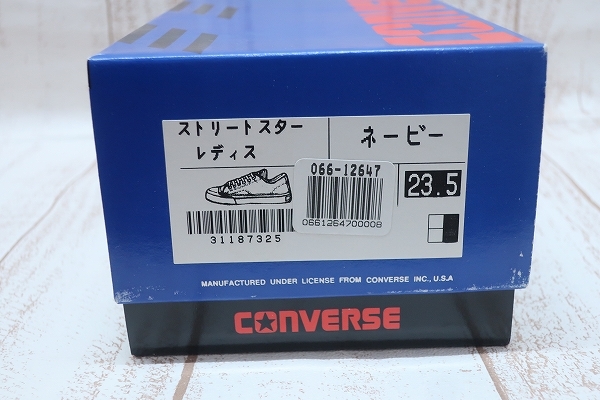 ストリートスター
レディス
ネービー
066-12647
23.5
0661264700008
31187325
MANUFACTURED UNDER LICENSE FROM CONVERSE INC., U.S.A
CONVERSE